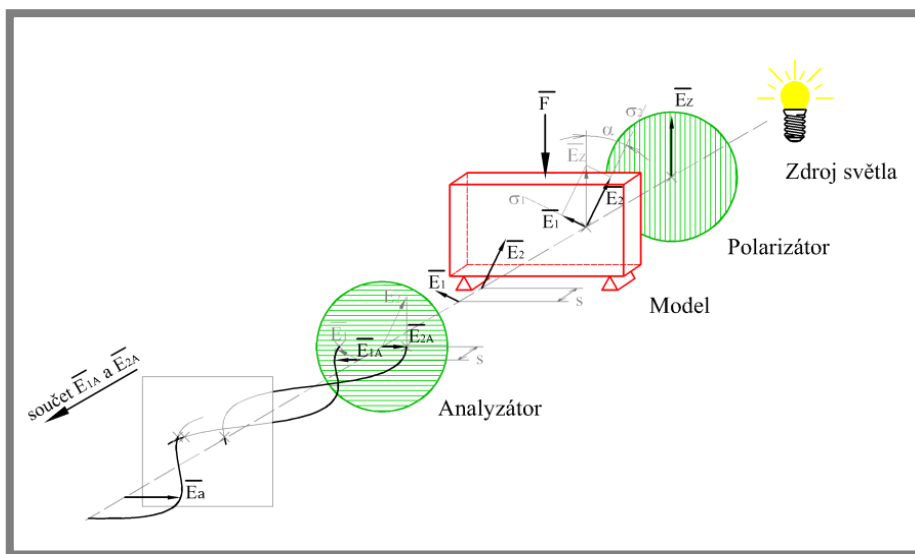 F
EZ
σ2
α
EZ
Zdroj světla
σ1
E1
E2
Polarizátor
E2
E1
s
Model
E2
E1
E1A
E2A
s
součet E1A a E2A
Analyzátor
Ea